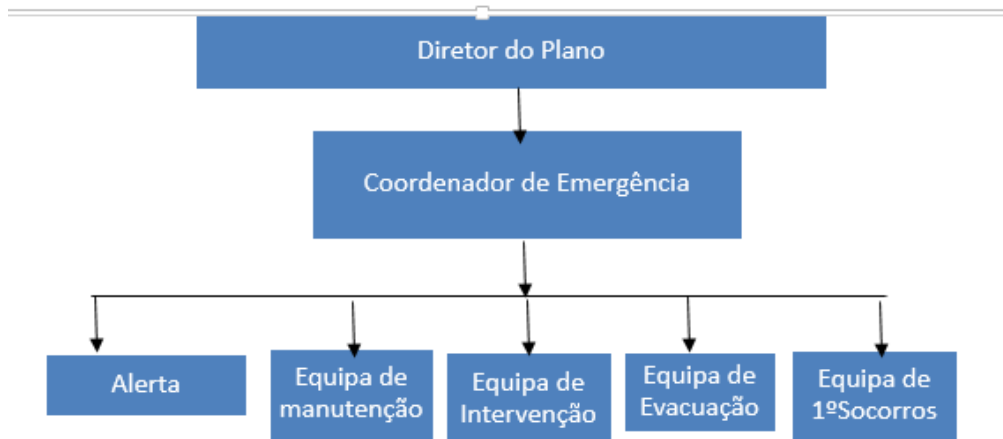 Diretor do Plano
Coordenador de Emergência
Alerta
Equipa de
manutenção
Equipa de
Intervenção
Equipa de
Evacuação
Equipa de
1ºSocorros